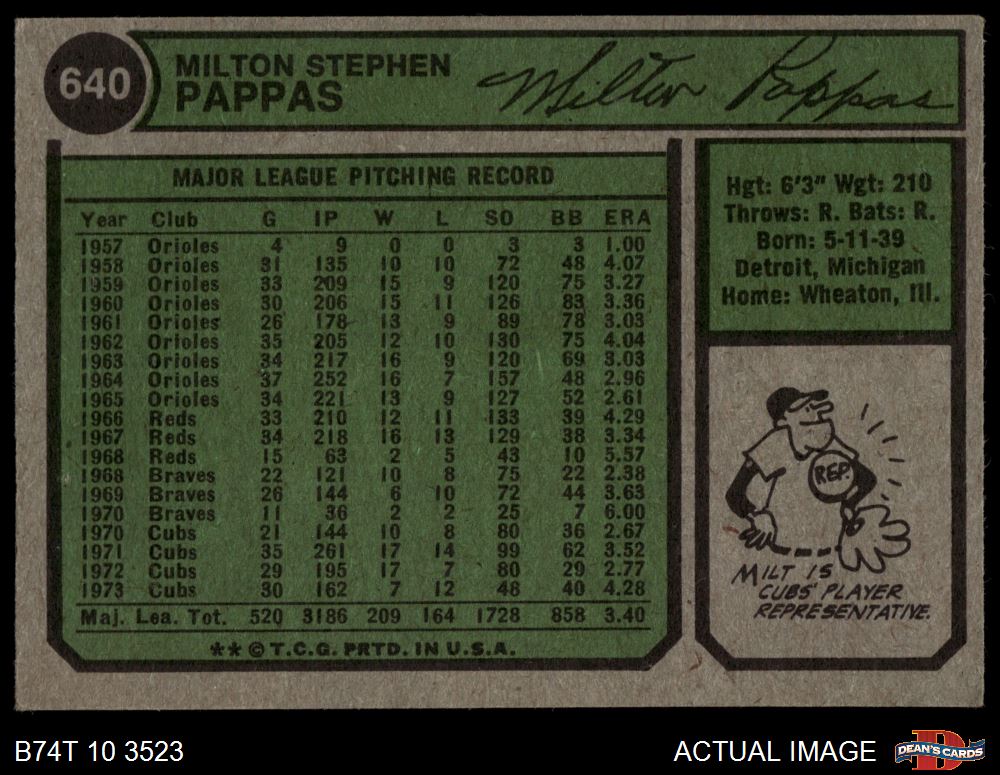 640
MILTON STEPHEN
PAPPAS
Milton Pappas
MAJOR LEAGUE PITCHING RECORD
Year Club G IP W L SO BB ERA
1957 Orioles 4 9 0 0 3 3 1.00
1958 Orioles 31 135 10 10 72 48 4.07
1959 Orioles 33 209 15 9 120 75 3.27
1960 Orioles 30 206 15 11 126 83 3.36
1961 Orioles 26 178 13 9 89 78 3.03
1962 Orioles 35 205 12 10 130 75 4.04
1963 Orioles 34 217 16 9 120 69 3.03
1964 Orioles 37 252 16 7 157 48 2.96
1965 Orioles 34 221 13 9 127 52 2.61
1966 Reds 33 210 12 11 133 39 4.29
1967 Reds 34 218 16 13 129 38 3.34
1968 Reds 15 63 2 5 43 10 5.57
1968 Braves 22 121 10 8 75 22 2.38
1969 Braves 26 144 6 10 72 44 3.63
1970 Braves 11 36 2 2 25 7 6.00
1970 Cubs 21 144 10 8 80 36 2.67
1971 Cubs 35 261 17 14 99 62 3.52
1972 Cubs 29 195 17 7 80 29 2.77
1973 Cubs 30 162 7 12 48 40 4.28
Maj. Lea. Tot. 520 3186 209 164 1728 858 3.40
** © T.C.G. PRTD. IN U.S.A.
Hgt: 6'3" Wgt: 210
Throws: R. Bats: R.
Born: 5-11-39
Detroit, Michigan
Home: Wheaton, Ill.
REP.
MILT IS
CUBS' PLAYER
REPRESENTATIVE.
B74T 10 3523
ACTUAL IMAGE
D
DEAN'S CARDS